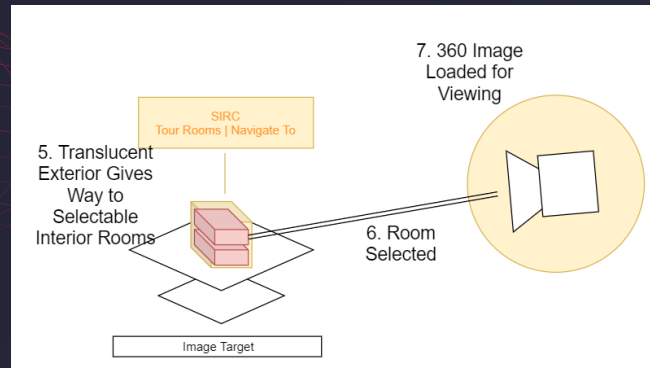 7. 360 Image
Loaded for
Viewing
SIRC
Tour Rooms | Navigate To
5. Translucent
Exterior Gives
Way to
Selectable
Interior Rooms
6. Room
Selected
Image Target